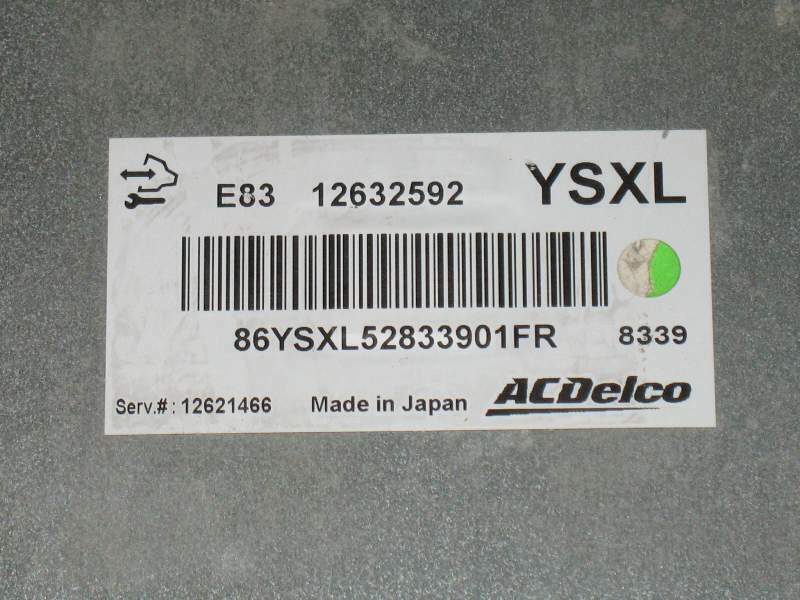 E83 12632592 YSXL
86YSXL52833901FR 8339
Serv.#: 12621466 Made in Japan ACDelco